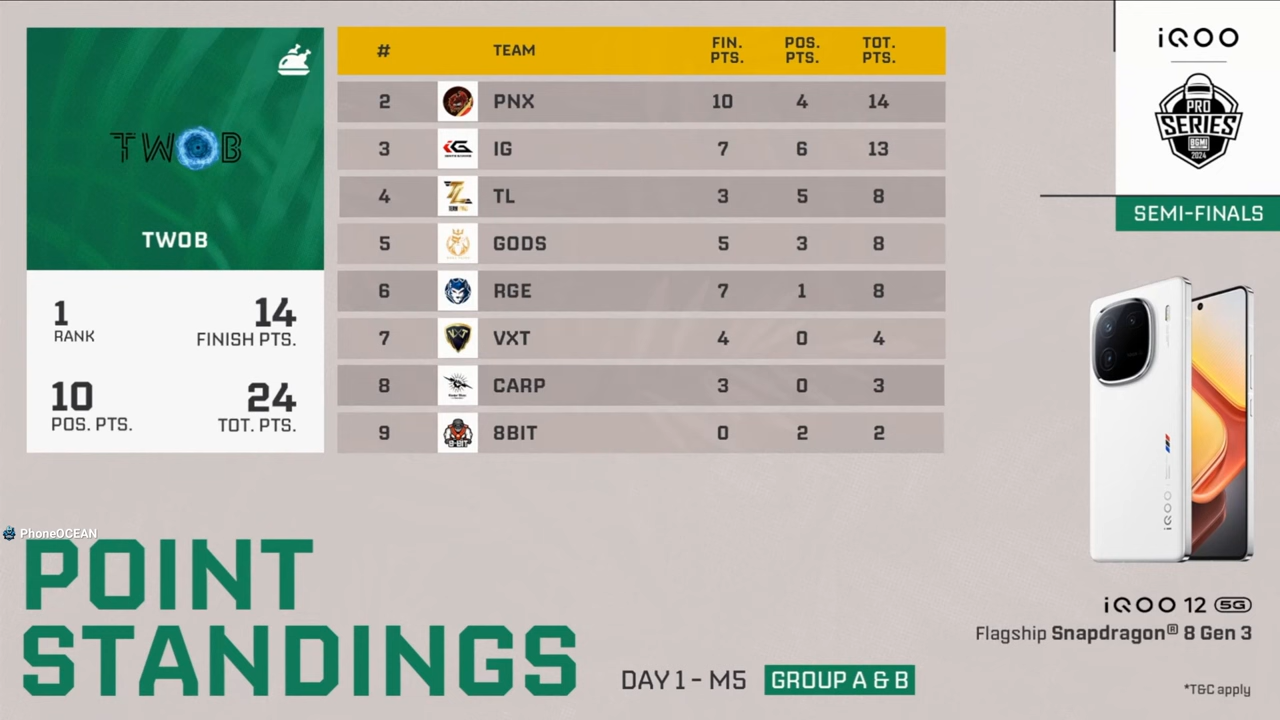 TWOB
TWOB
1
RANK
14
FINISH PTS.
10
POS. PTS.
24
TOT. PTS.
# TEAM FIN. PTS. POS. PTS. TOT. PTS.
2 PNX 10 4 14
3 IG 7 6 13
4 TL 3 5 8
5 GODS 5 3 8
6 RGE 7 1 8
7 VXT VXT 4 0 4
8 CARP 3 0 3
9 8-BIT 8BIT 0 2 2
iQOO
PRO
SERIES
BGMI
2024
SEMI-FINALS
iQOO
iQOO 12 5G
Flagship Snapdragon® 8 Gen 3
*T&C apply
PhoneOCEAN
POINT
STANDINGS
DAY 1 - M5 GROUP A & B